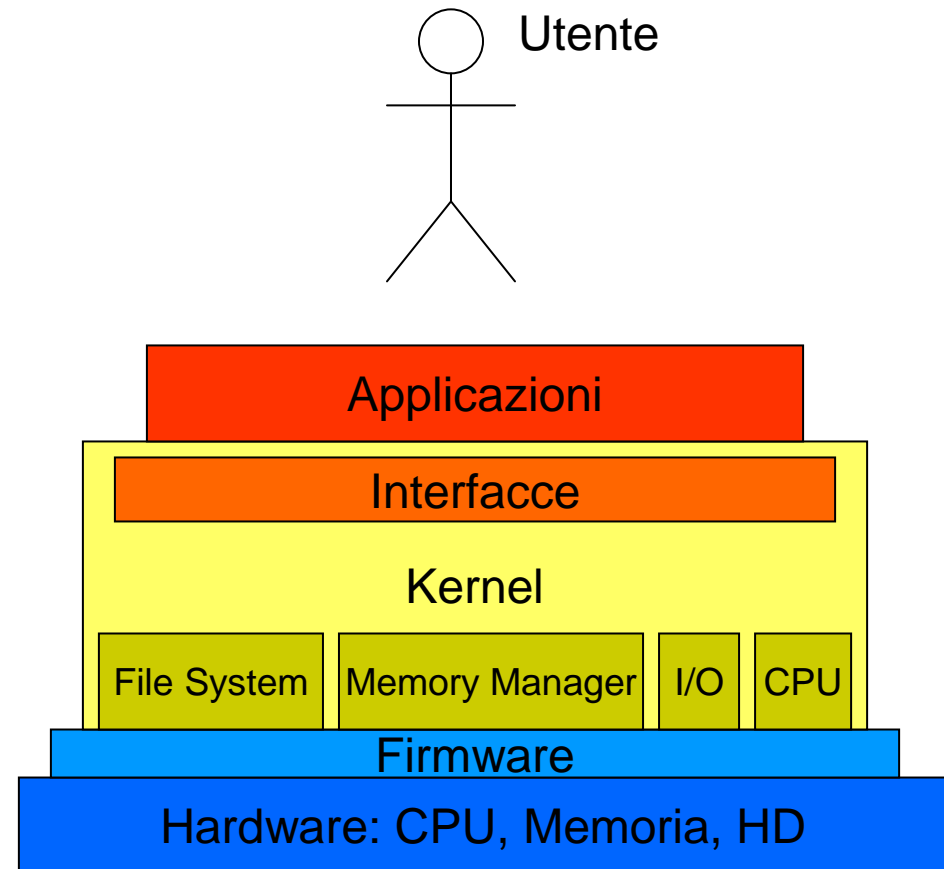 Utente
Applicazioni
Interfacce
Kernel
File System Memory Manager I/O CPU
Firmware
Hardware: CPU, Memoria, HD